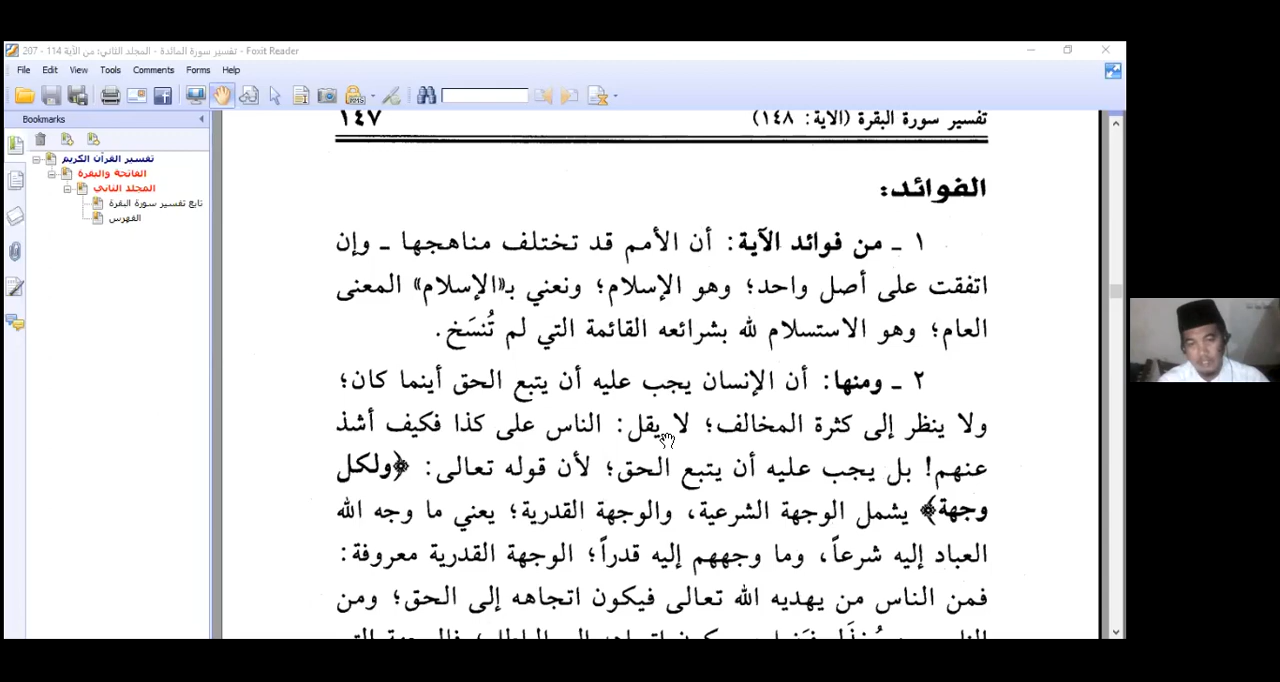 تفسير سورة المائدة - المجلد الثاني: من الآية 114 - 207 - Foxit Reader
File Edit View Tools Comments Forms Help
Bookmarks
تفسير القرآن الكريم
الفاتحة والبقرة
المجلد الثاني
تابع تفسير سورة البقرة
الفهرس
تفسير سورة البقرة (الآية: ١٤٨) ١٤٧
الفوائد:
١ ـ من فوائد الآية: أن الأمم قد تختلف مناهجها ـ وإن
اتفقت على أصل واحد؛ وهو الإسلام؛ ونعني بـ«الإسلام» المعنى
العام؛ وهو الاستسلام لله بشرائعه القائمة التي لم تُنسَخ.
٢ ـ ومنها: أن الإنسان يجب عليه أن يتبع الحق أينما كان؛
ولا ينظر إلى كثرة المخالف؛ لا يقل: الناس على كذا فكيف أشذ
عنهم! بل يجب عليه أن يتبع الحق؛ لأن قوله تعالى: ﴿ولكل
وجهة﴾ يشمل الوجهة الشرعية، والوجهة القدرية؛ يعني ما وجه الله
العباد إليه شرعاً، وما وجههم إليه قدراً؛ الوجهة القدرية معروفة:
فمن الناس من يهديه الله تعالى فيكون اتجاهه إلى الحق؛ ومن